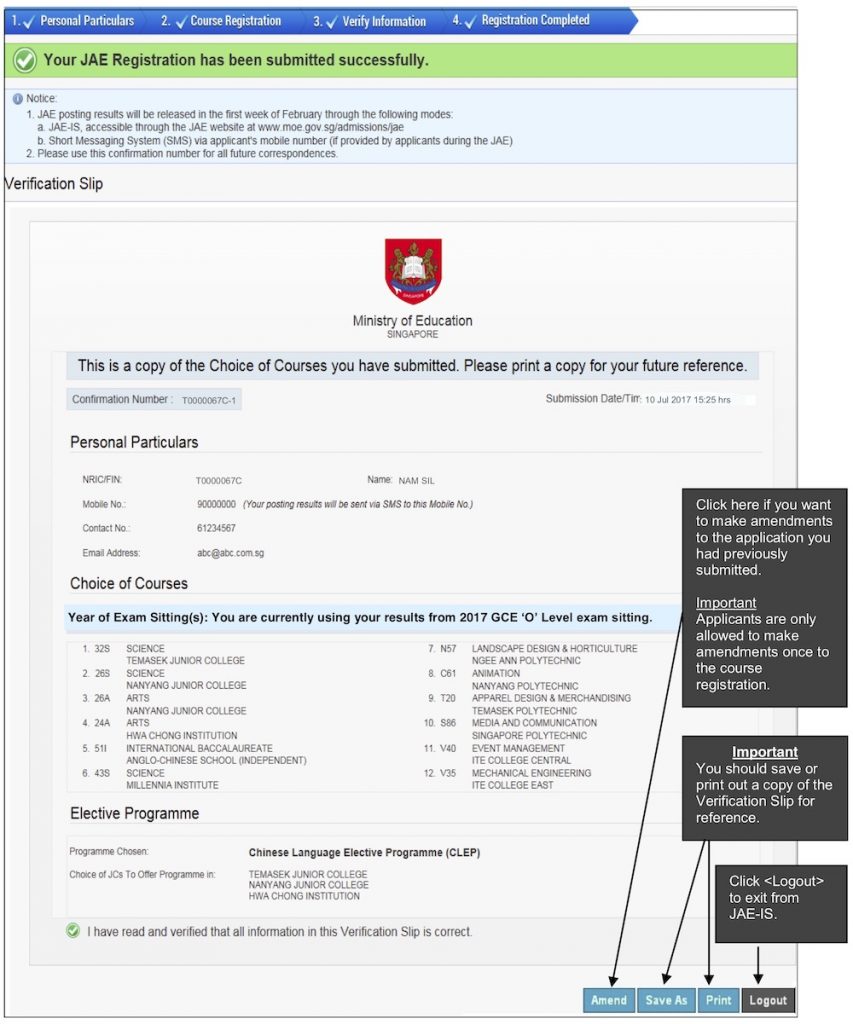 1. Personal Particulars 2. Course Registration 3. Verify Information 4. Registration Completed
Your JAE Registration has been submitted successfully.
Notice:
1. JAE posting results will be released in the first week of February through the following modes:
a. JAE-IS, accessible through the JAE website at www.moe.gov.sg/admissions/jae
b. Short Messaging System (SMS) via applicant's mobile number (if provided by applicants during the JAE)
2. Please use this confirmation number for all future correspondences.
Verification Slip
SINGAPORE
Ministry of Education
SINGAPORE
This is a copy of the Choice of Courses you have submitted. Please print a copy for your future reference.
Confirmation Number : T0000067C-1
Submission Date/Tim: 10 Jul 2017 15:25 hrs
Personal Particulars
NRIC/FIN: T0000067C Name: NAM SIL
Mobile No.: 90000000 (Your posting results will be sent via SMS to this Mobile No.)
Contact No.: 61234567
Email Address: abc@abc.com.sg
Choice of Courses
Year of Exam Sitting(s): You are currently using your results from 2017 GCE ‘O’ Level exam sitting.
1. 32S SCIENCE
TEMASEK JUNIOR COLLEGE
2. 26S SCIENCE
NANYANG JUNIOR COLLEGE
3. 26A ARTS
NANYANG JUNIOR COLLEGE
4. 24A ARTS
HWA CHONG INSTITUTION
5. 51I INTERNATIONAL BACCALAUREATE
ANGLO-CHINESE SCHOOL (INDEPENDENT)
6. 43S SCIENCE
MILLENNIA INSTITUTE
7. N57 LANDSCAPE DESIGN & HORTICULTURE
NGEE ANN POLYTECHNIC
8. C61 ANIMATION
NANYANG POLYTECHNIC
9. T20 APPAREL DESIGN & MERCHANDISING
TEMASEK POLYTECHNIC
10. S86 MEDIA AND COMMUNICATION
SINGAPORE POLYTECHNIC
11. V40 EVENT MANAGEMENT
ITE COLLEGE CENTRAL
12. V35 MECHANICAL ENGINEERING
ITE COLLEGE EAST
Elective Programme
Programme Chosen: Chinese Language Elective Programme (CLEP)
Choice of JCs To Offer Programme in: TEMASEK JUNIOR COLLEGE
NANYANG JUNIOR COLLEGE
HWA CHONG INSTITUTION
I have read and verified that all information in this Verification Slip is correct.
Click here if you want
to make amendments
to the application you
had previously
submitted.
Important
Applicants are only
allowed to make
amendments once to
the course
registration.
Important
You should save or
print out a copy of the
Verification Slip for
reference.
Click <Logout>
to exit from
JAE-IS.
Amend Save As Print Logout